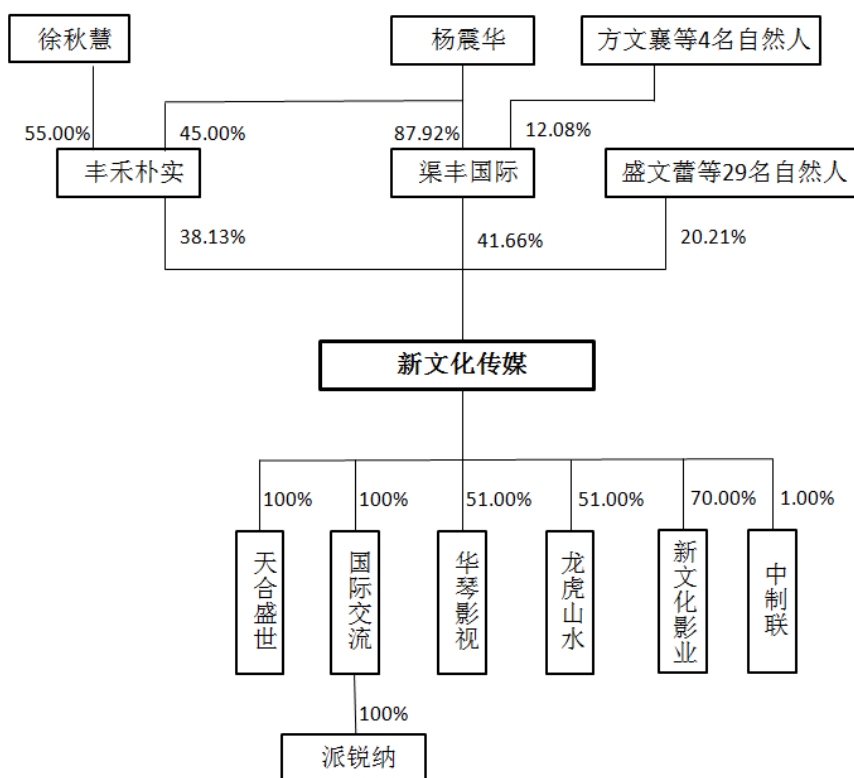 徐秋慧
杨震华
方文襄等4名自然人
55.00%
45.00%
87.92%
12.08%
丰禾朴实
渠丰国际
盛文蕾等29名自然人
38.13%
41.66%
20.21%
新文化传媒
100%
100%
51.00%
51.00%
70.00%
1.00%
天合盛世
国际交流
华琴影视
龙虎山水
新文化影业
中制联
100%
派锐纳